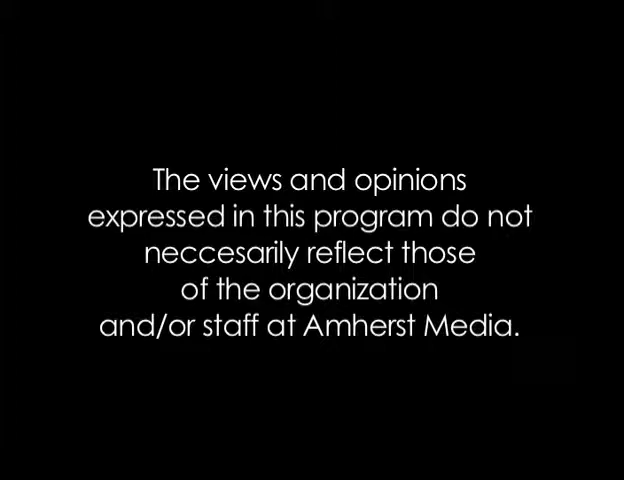 The views and opinions
expressed in this program do not
neccesarily reflect those
of the organization
and/or staff at Amherst Media.